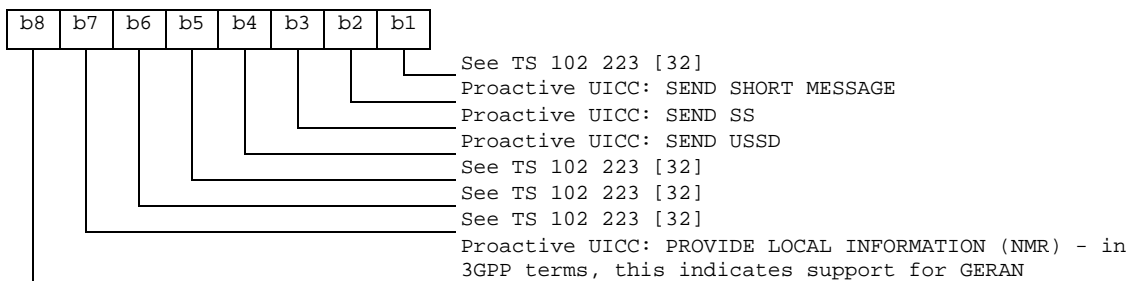 b8 b7 b6 b5 b4 b3 b2 b1
See TS 102 223 [32]
Proactive UICC: SEND SHORT MESSAGE
Proactive UICC: SEND SS
Proactive UICC: SEND USSD
See TS 102 223 [32]
See TS 102 223 [32]
See TS 102 223 [32]
Proactive UICC: PROVIDE LOCAL INFORMATION (NMR) - in
3GPP terms, this indicates support for GERAN